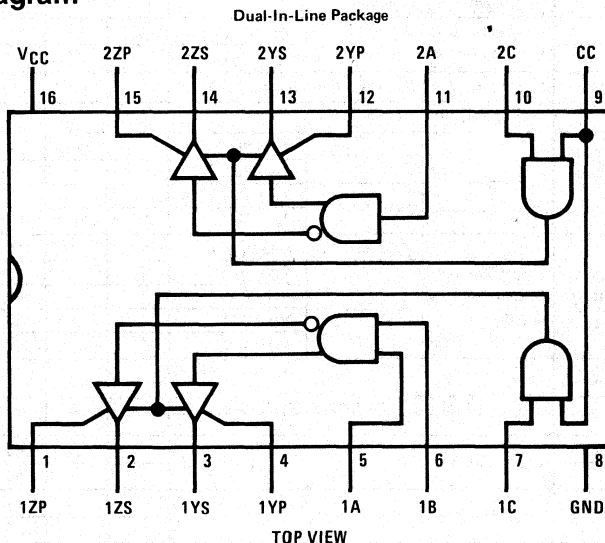 Dual-In-Line Package
VCC 2ZP 2ZS 2YS 2YP 2A 2C CC
16 15 14 13 12 11 10 9
1 2 3 4 5 6 7 8
1ZP 1ZS 1YS 1YP 1A 1B 1C GND
TOP VIEW